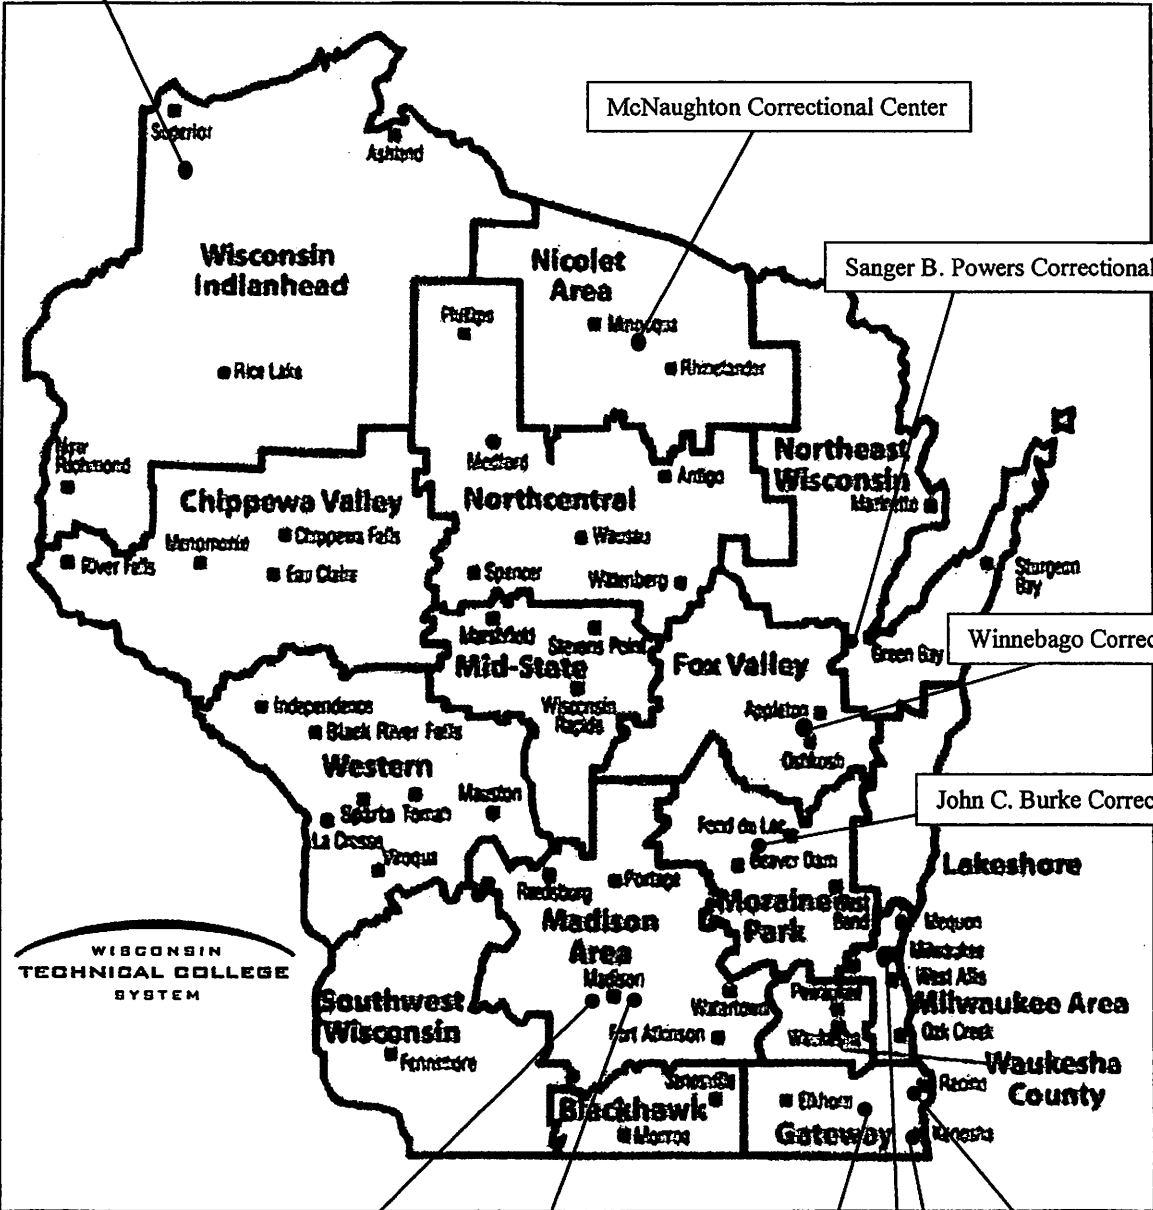 McNaughton Correctional Center
Superior
Ashland
Wisconsin
Indianhead
Nicolet
Area
Sanger B. Powers Correctional
Phillips
Minocqua
Rhinelander
Rice Lake
New
Richmond
Medford
Antigo
Northeast
Wisconsin
Marinette
Chippewa Valley
Northcentral
Menomonie
Chippewa Falls
Wausau
River Falls
Eau Claire
Spencer
Wittenberg
Sturgeon
Bay
Marshfield
Stevens Point
Winnebago Correc
Mid-State
Fox Valley
Green Bay
Independence
Wisconsin
Rapids
Appleton
Black River Falls
Oshkosh
Western
Mauston
John C. Burke Correc
Sparta Tomah
La Crosse
Fond du Lac
Viroqua
Beaver Dam
Lakeshore
Reedsburg
Portage
Moraine
Park
West
Bend
Mequon
Madison
Area
Milwaukee
WISCONSIN
TECHNICAL COLLEGE
SYSTEM
West Allis
Madison
Watertown
Pewaukee
Milwaukee Area
Southwest
Wisconsin
Fort Atkinson
Waukesha
Oak Creek
Fennimore
Waukesha
County
Janesville
Racine
Blackhawk
Elkhorn
Monroe
Gateway
Kenosha